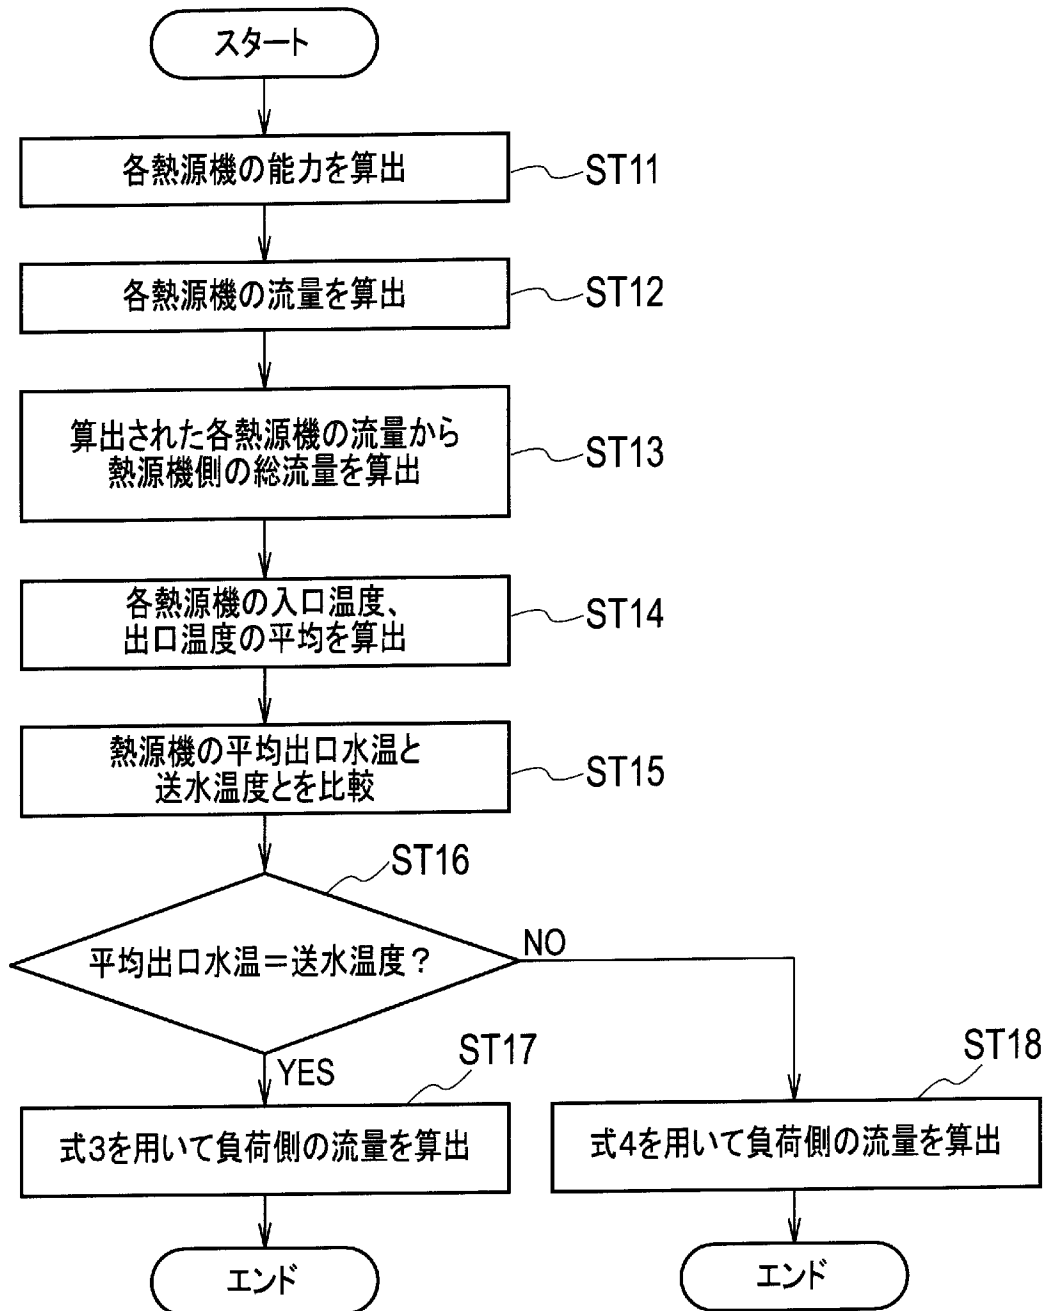 スタート
各熱源機の能力を算出
ST11
各熱源機の流量を算出
ST12
算出された各熱源機の流量から
熱源機側の総流量を算出
ST13
各熱源機の入口温度、
出口温度の平均を算出
ST14
熱源機の平均出口水温と
送水温度とを比較
ST15
ST16
平均出口水温=送水温度?
NO
YES
ST17
ST18
式3を用いて負荷側の流量を算出
式4を用いて負荷側の流量を算出
エンド
エンド